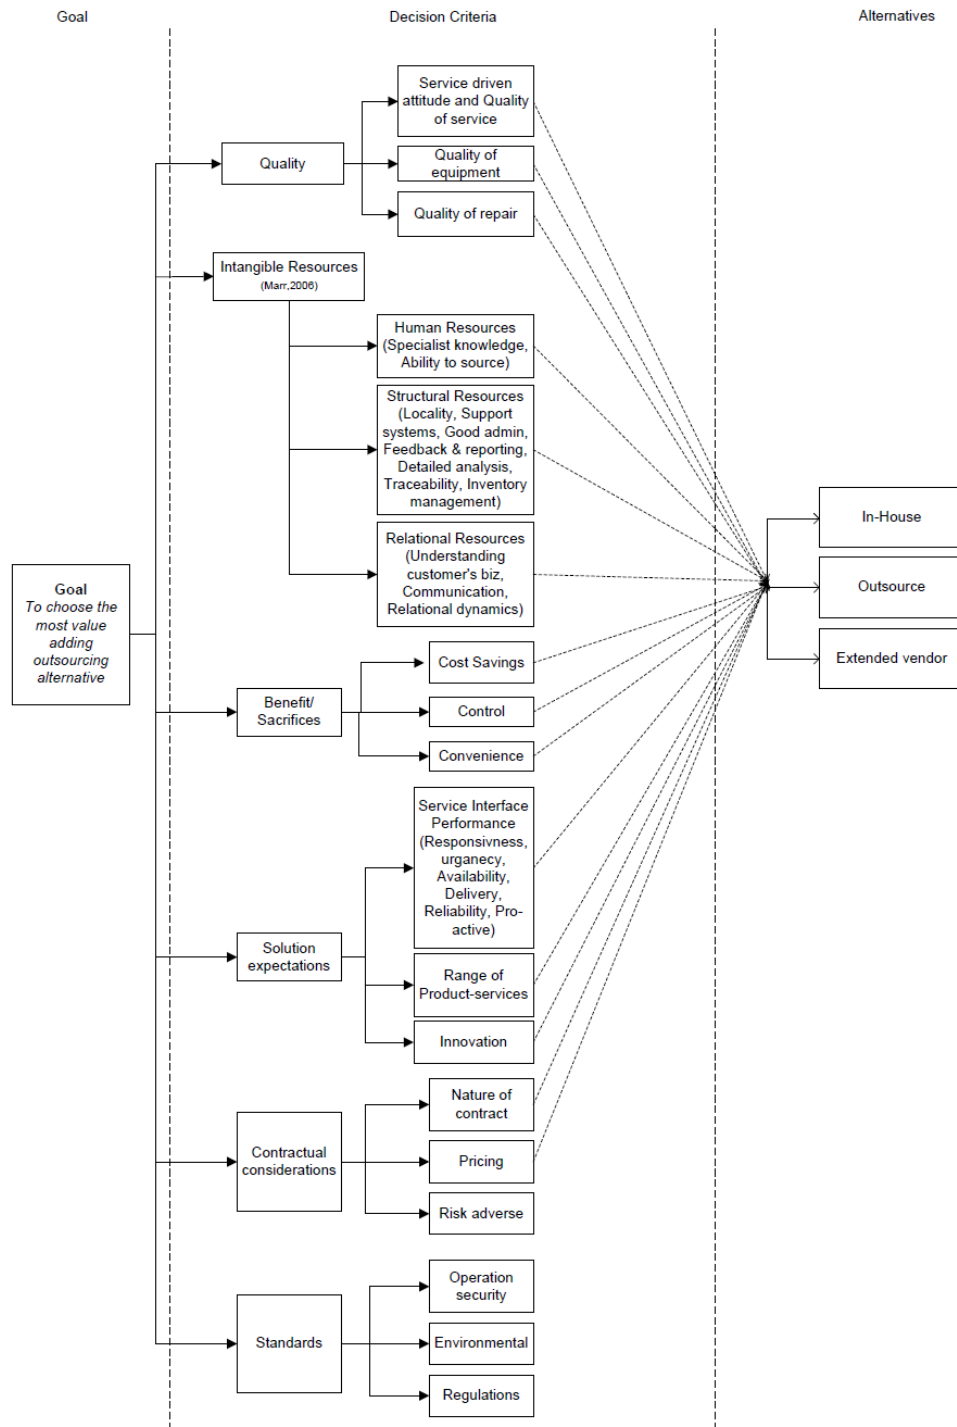 Goal
Decision Criteria
Alternatives
Service driven
attitude and Quality
of service
Quality
Quality of
equipment
Quality of repair
Intangible Resources
(Marr,2006)
Human Resources
(Specialist knowledge,
Ability to source)
Structural Resources
(Locality, Support
systems, Good admin,
Feedback & reporting,
Detailed analysis,
Traceability, Inventory
management)
Relational Resources
(Understanding
customer's biz,
Communication,
Relational dynamics)
In-House
Outsource
Extended vendor
Goal
To choose the
most value
adding
outsourcing
alternative
Benefit/
Sacrifices
Cost Savings
Control
Convenience
Service Interface
Performance
(Responsivness,
urganecy,
Availability,
Delivery,
Reliability, Pro-
active)
Solution
expectations
Range of
Product-services
Innovation
Contractual
considerations
Nature of
contract
Pricing
Risk adverse
Standards
Operation
security
Environmental
Regulations